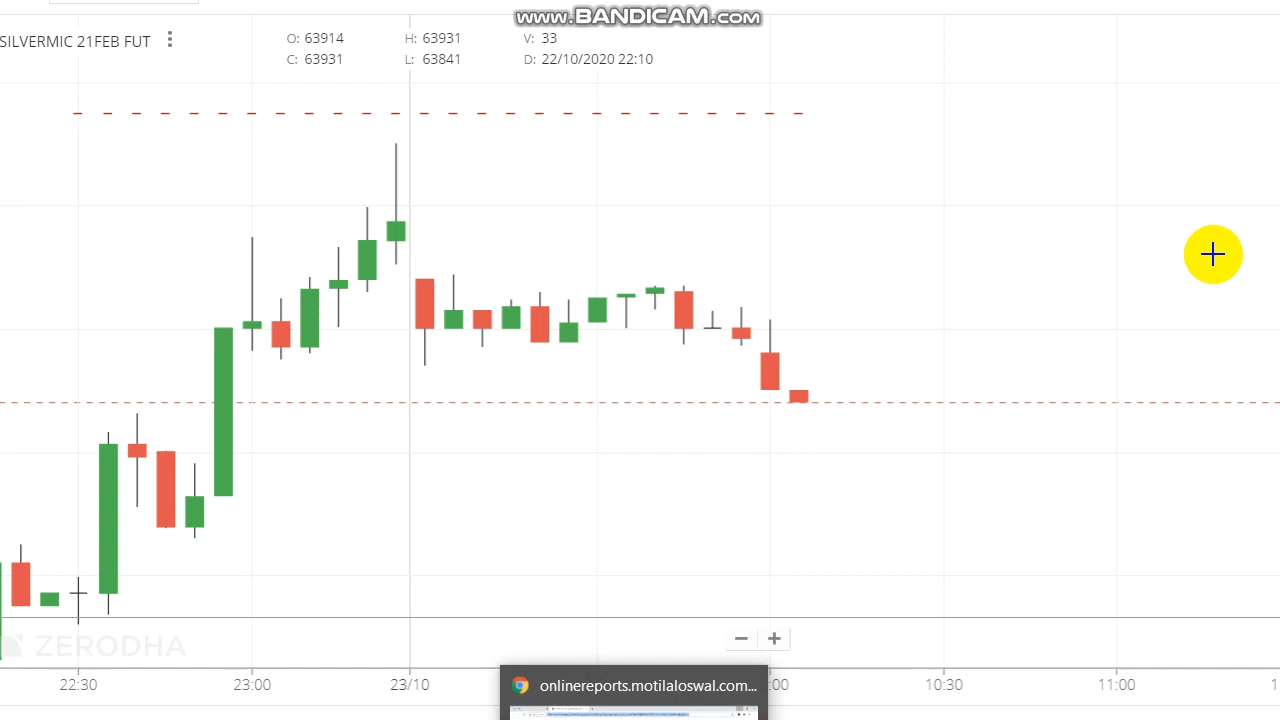 www.BANDICAM.com
SILVERMIC 21FEB FUT
O: 63914 H: 63931 V: 33
C: 63931 L: 63841 D: 22/10/2020 22:10
ZERODHA
22:30 23:00 23/10 :00 10:30 11:00 1
onlinereports.motilaloswal.com...